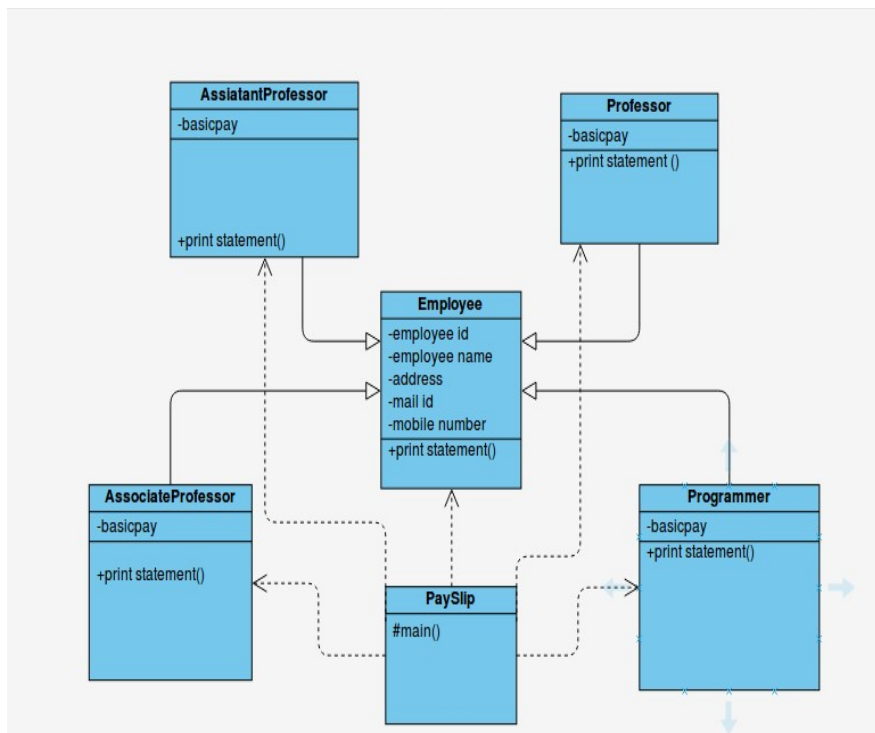 AssiatantProfessor
-basicpay
+print statement()
Professor
-basicpay
+print statement ()
Employee
-employee id
-employee name
-address
-mail id
-mobile number
+print statement()
AssociateProfessor
-basicpay
+print statement()
PaySlip
#main()
Programmer
-basicpay
+print statement()